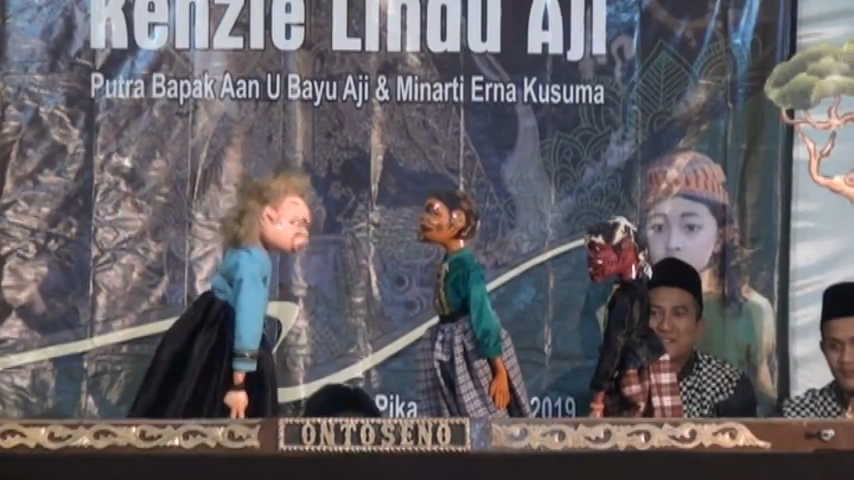 Kenzie Lindu Aji
Putra Bapak Aan U Bayu Aji & Minarti Erna Kusuma
Pika
2019
ONTOSENO